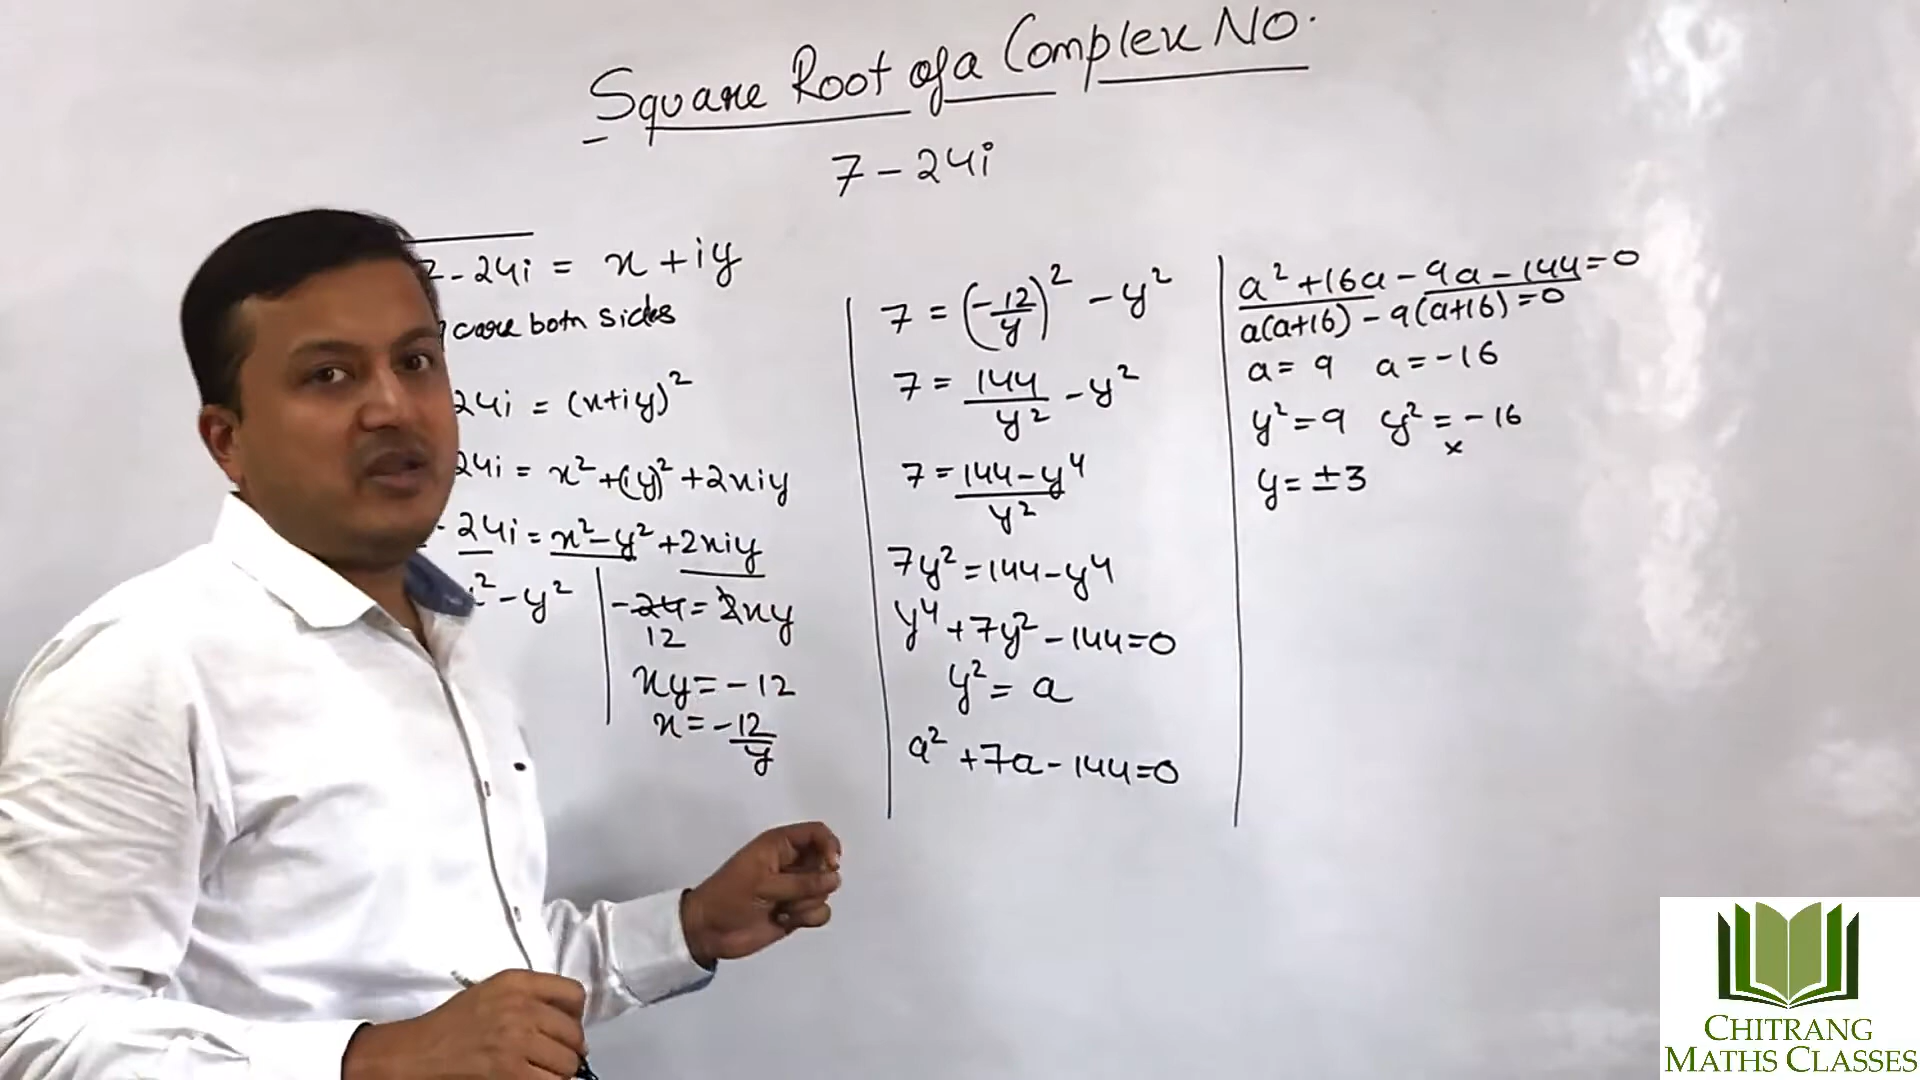 Square Root of a Complex No.
7 - 24i
7 - 24i = x + iy
both sides
24i = (x+iy)²
24i = x² + (iy)² + 2xiy
- 24i = x² - y² + 2xiy
x² - y²
-24 = 2xy
12
xy = -12
x = -12/y
7 = (-12/y)² - y²
7 = 144/y² - y²
7 = 144 - y⁴/y²
7y² = 144 - y⁴
y⁴ + 7y² - 144 = 0
y² = a
a² + 7a - 144 = 0
a² + 16a - 9a - 144 = 0
a(a+16) - 9(a+16) = 0
a = 9 a = -16
y² = 9 y² = -16
×
y = ±3
CHITRANG
MATHS CLASSES